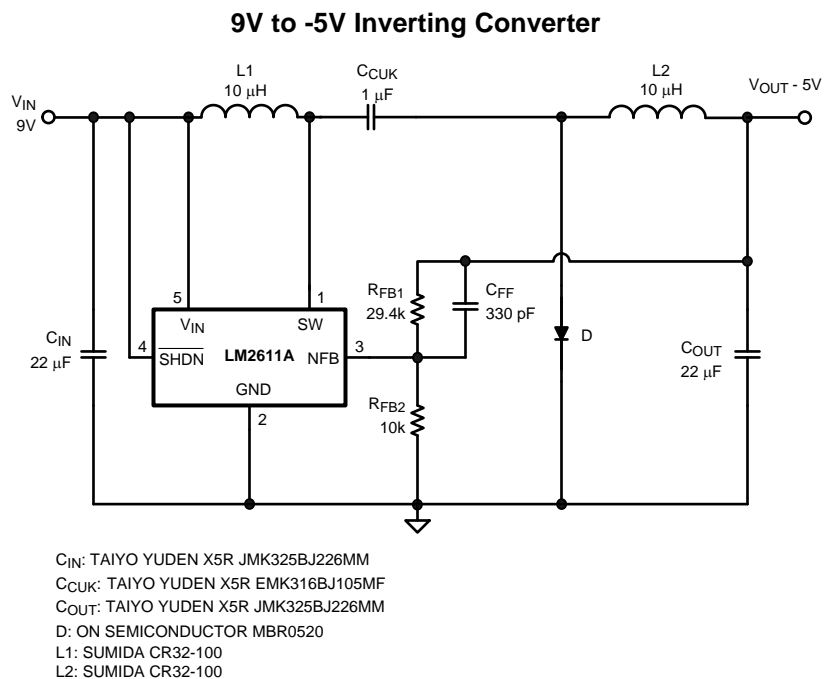 9V to -5V Inverting Converter
L1
10 μH
CCUK
1 μF
L2
10 μH
VOUT - 5V
VIN
9V
CIN
22 μF
5
VIN
1
SW
4
SHDN
LM2611A
NFB
3
GND
2
RFB1
29.4k
CFF
330 pF
RFB2
10k
D
COUT
22 μF
CIN: TAIYO YUDEN X5R JMK325BJ226MM
CCUK: TAIYO YUDEN X5R EMK316BJ105MF
COUT: TAIYO YUDEN X5R JMK325BJ226MM
D: ON SEMICONDUCTOR MBR0520
L1: SUMIDA CR32-100
L2: SUMIDA CR32-100